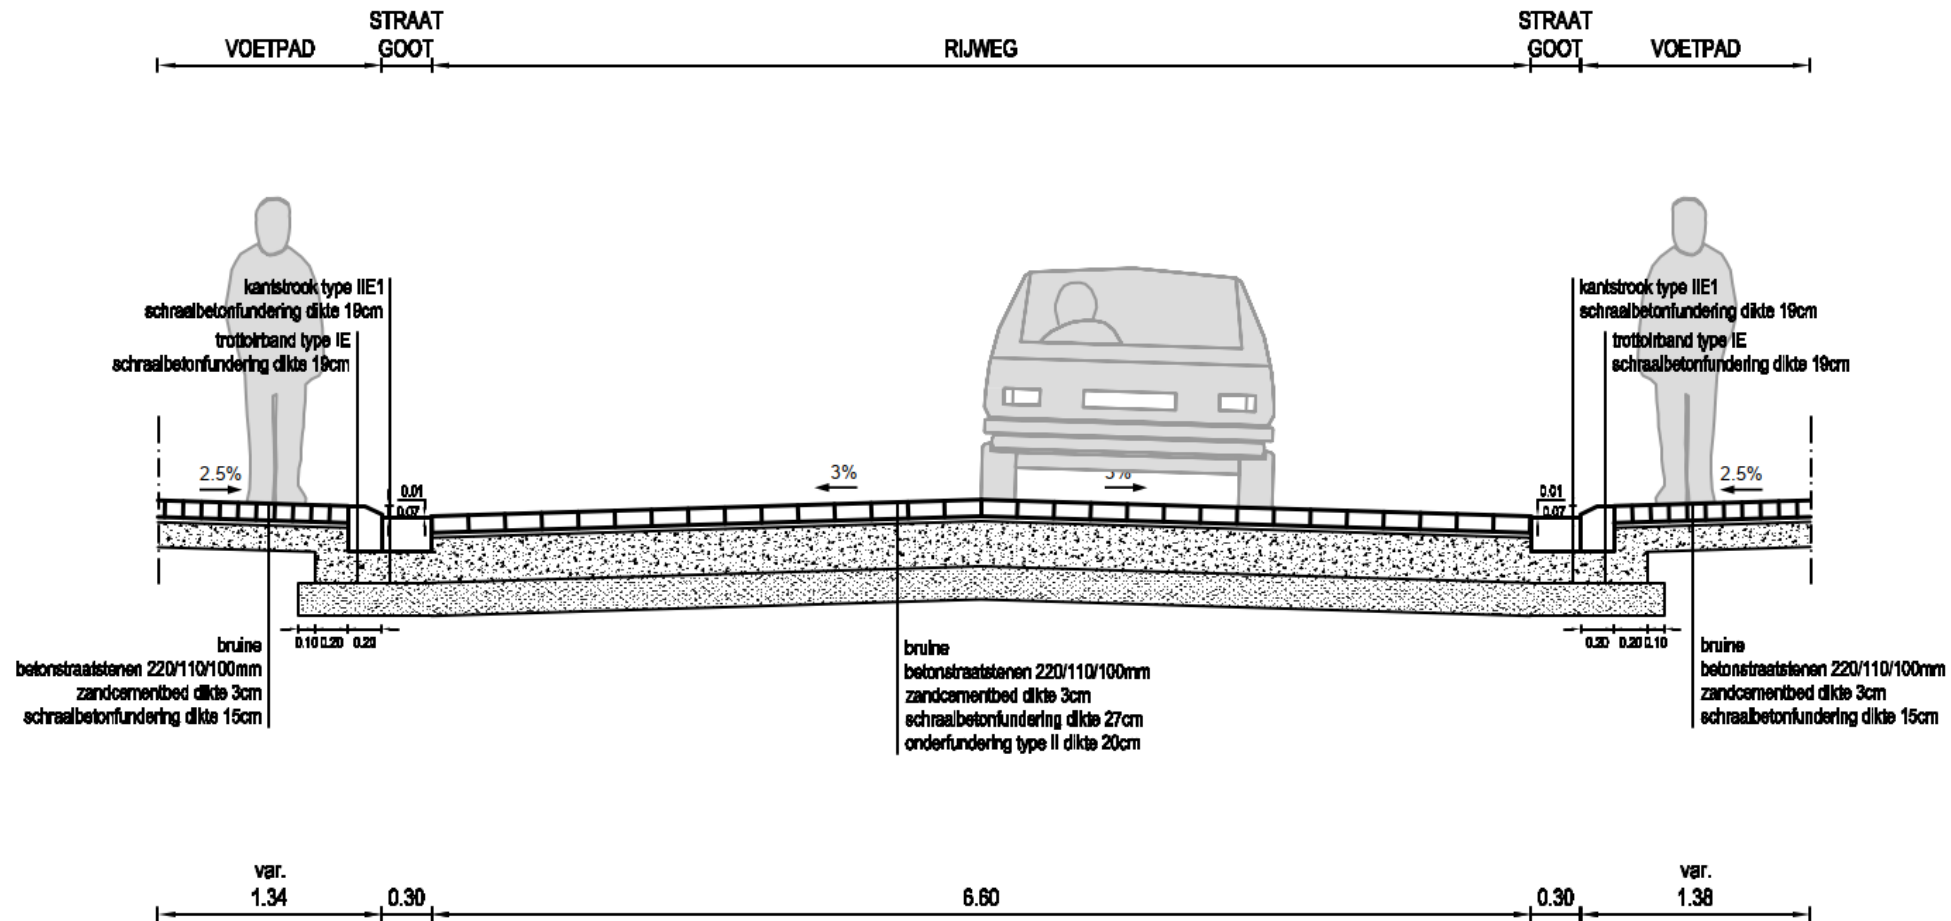 VOETPAD
STRAAT
GOOT
RIJWEG
STRAAT
GOOT
VOETPAD
kantstrook type IIE1
schraalbetonfundering dikte 19cm
trottoirband type IE
schraalbetonfundering dikte 19cm
kantstrook type IIE1
schraalbetonfundering dikte 19cm
trottoirband type IE
schraalbetonfundering dikte 19cm
2.5%
0.01
0.07
3%
3%
0.01
0.07
2.5%
0.10 0.20 0.20
0.20 0.20 0.10
bruine
betonstraatstenen 220/110/100mm
zandcementbed dikte 3cm
schraalbetonfundering dikte 15cm
bruine
betonstraatstenen 220/110/100mm
zandcementbed dikte 3cm
schraalbetonfundering dikte 27cm
onderfundering type II dikte 20cm
bruine
betonstraatstenen 220/110/100mm
zandcementbed dikte 3cm
schraalbetonfundering dikte 15cm
var.
1.34
0.30
6.60
0.30
var.
1.38